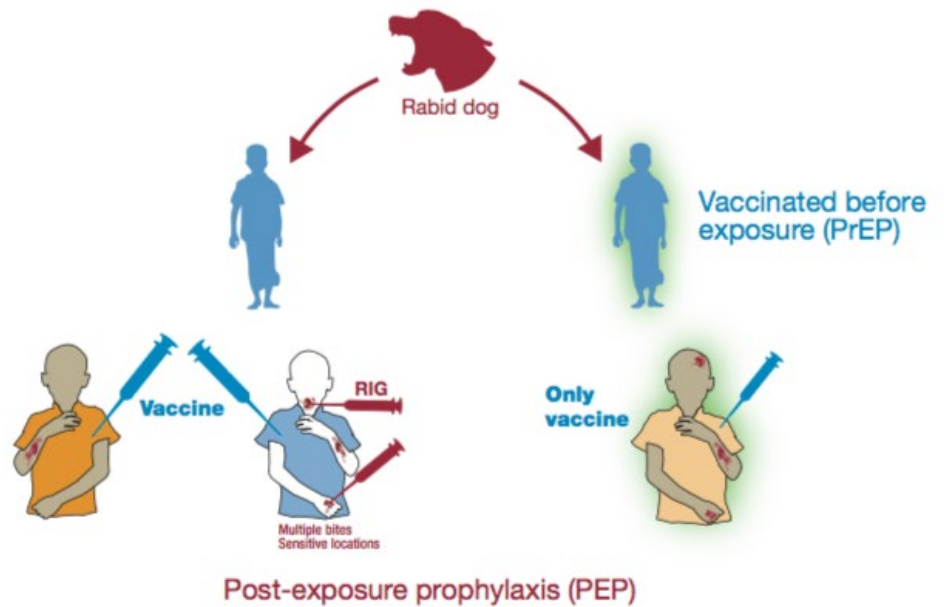 Rabid dog
Vaccinated before
exposure (PrEP)
Vaccine
RIG
Only
vaccine
Multiple bites
Sensitive locations
Post-exposure prophylaxis (PEP)